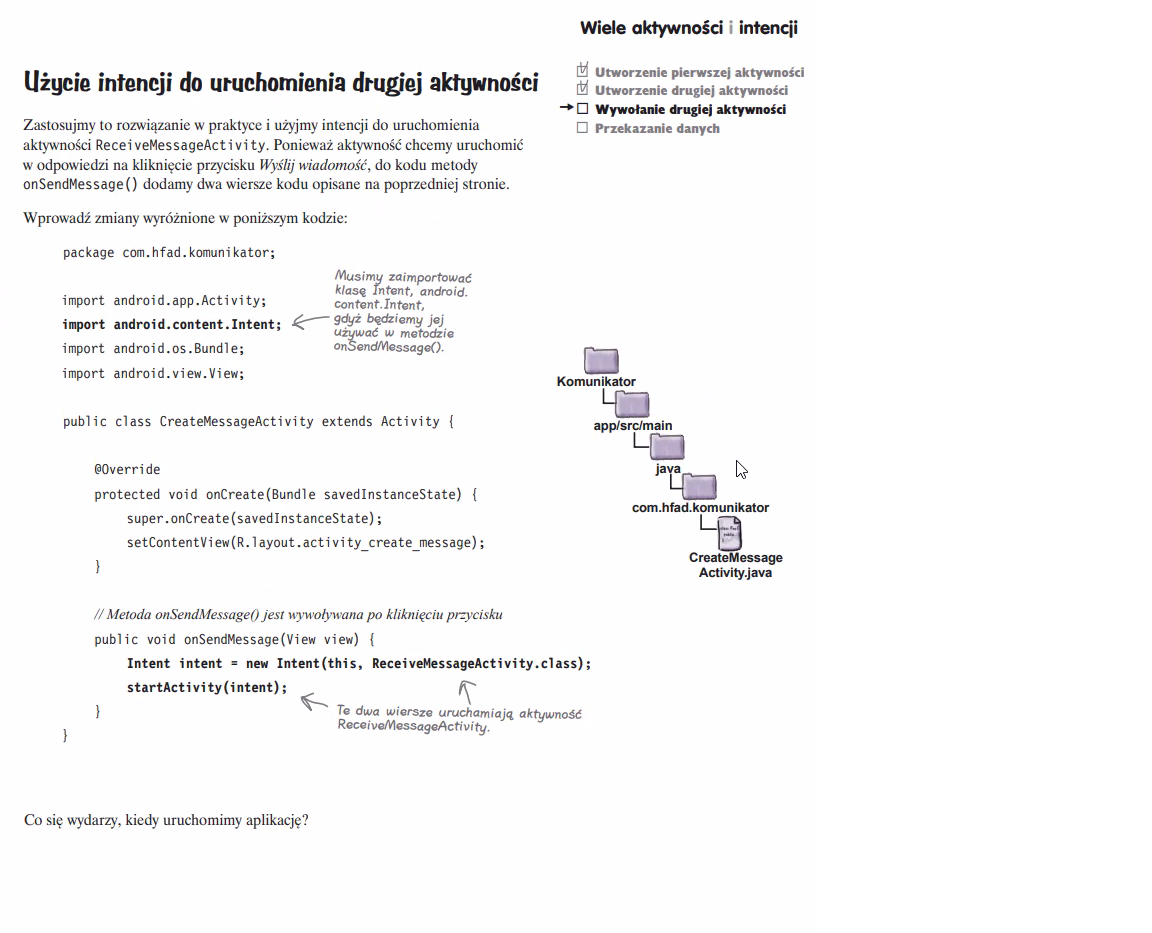 Wiele aktywności i intencji
Użycie intencji do uruchomienia drugiej aktywności
Utworzenie pierwszej aktywności
Utworzenie drugiej aktywności
Wywołanie drugiej aktywności
Przekazanie danych
Zastosujmy to rozwiązanie w praktyce i użyjmy intencji do uruchomienia
aktywności ReceiveMessageActivity. Ponieważ aktywność chcemy uruchomić
w odpowiedzi na kliknięcie przycisku Wyślij wiadomość, do kodu metody
onSendMessage() dodamy dwa wiersze kodu opisane na poprzedniej stronie.
Wprowadź zmiany wyróżnione w poniższym kodzie:
package com.hfad.komunikator;
import android.app.Activity;
import android.content.Intent;
import android.os.Bundle;
import android.view.View;
Musimy zaimportować
klasę Intent, android.
content.Intent,
gdyż będziemy jej
używać w metodzie
onSendMessage().
public class CreateMessageActivity extends Activity {
@Override
protected void onCreate(Bundle savedInstanceState) {
super.onCreate(savedInstanceState);
setContentView(R.layout.activity_create_message);
}
// Metoda onSendMessage() jest wywoływana po kliknięciu przycisku
public void onSendMessage(View view) {
Intent intent = new Intent(this, ReceiveMessageActivity.class);
startActivity(intent);
}
}
Te dwa wiersze uruchamiają aktywność
ReceiveMessageActivity.
Komunikator
app/src/main
java
com.hfad.komunikator
CreateMessage
Activity.java
Co się wydarzy, kiedy uruchomimy aplikację?